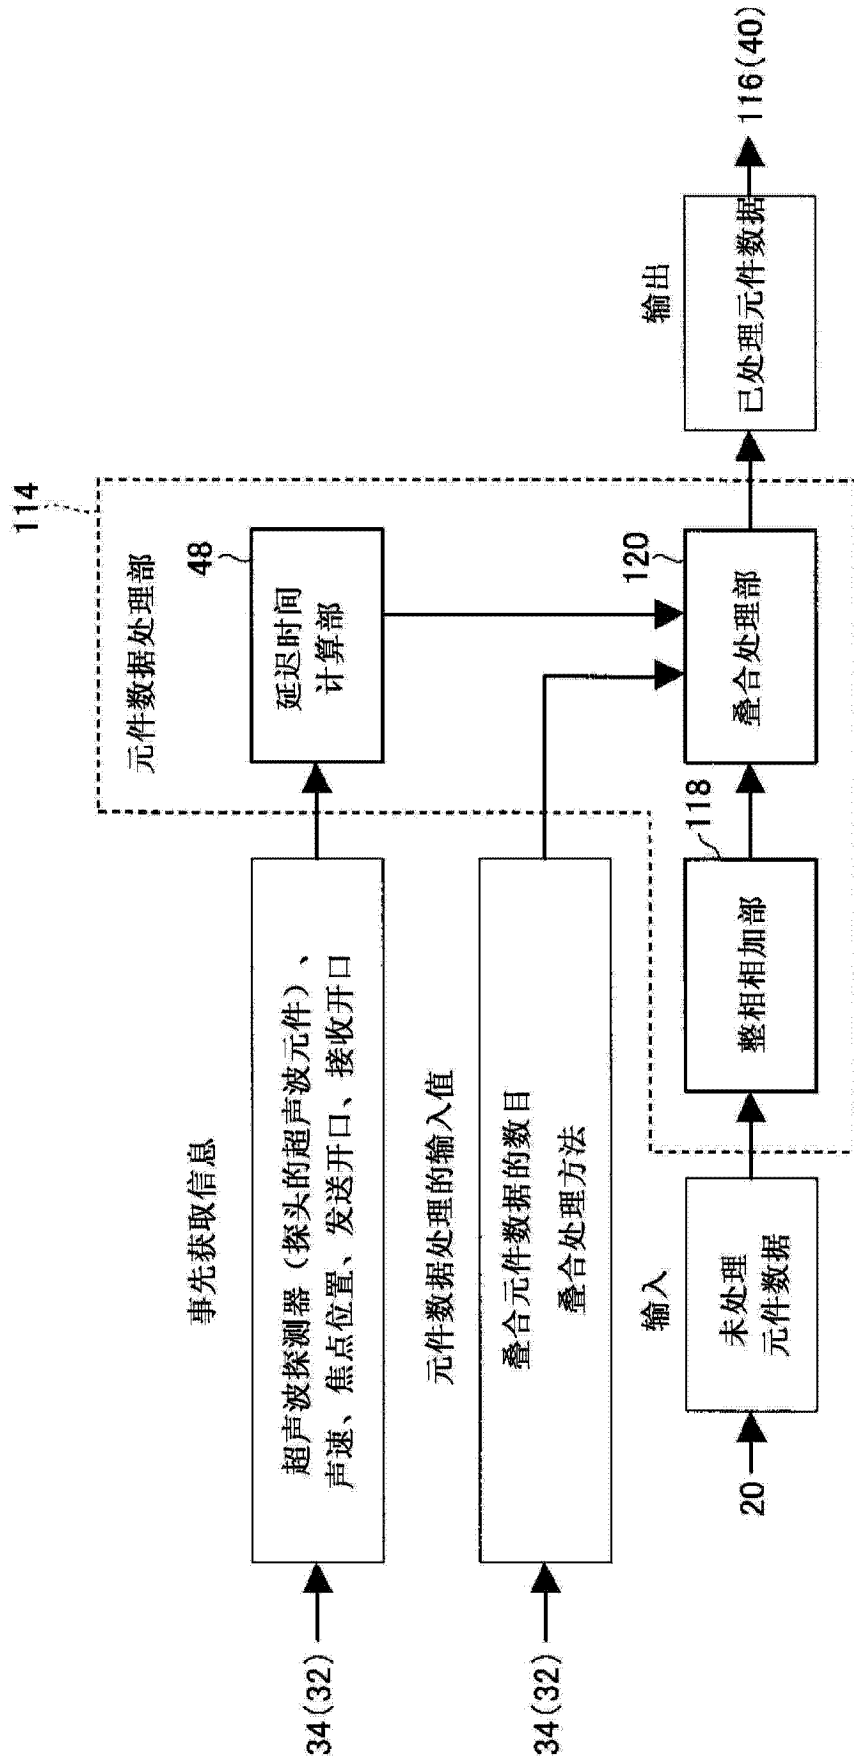 114
元件数据处理部
事先获取信息
34(32)
超声波探测器（探头的超声波元件）、
声速、焦点位置、发送开口、接收开口
48
延迟时间
计算部
元件数据处理的输入值
34(32)
叠合元件数据的数目
叠合处理方法
输入
20
未处理
元件数据
118
整相相加部
120
叠合处理部
输出
已处理元件数据
116(40)